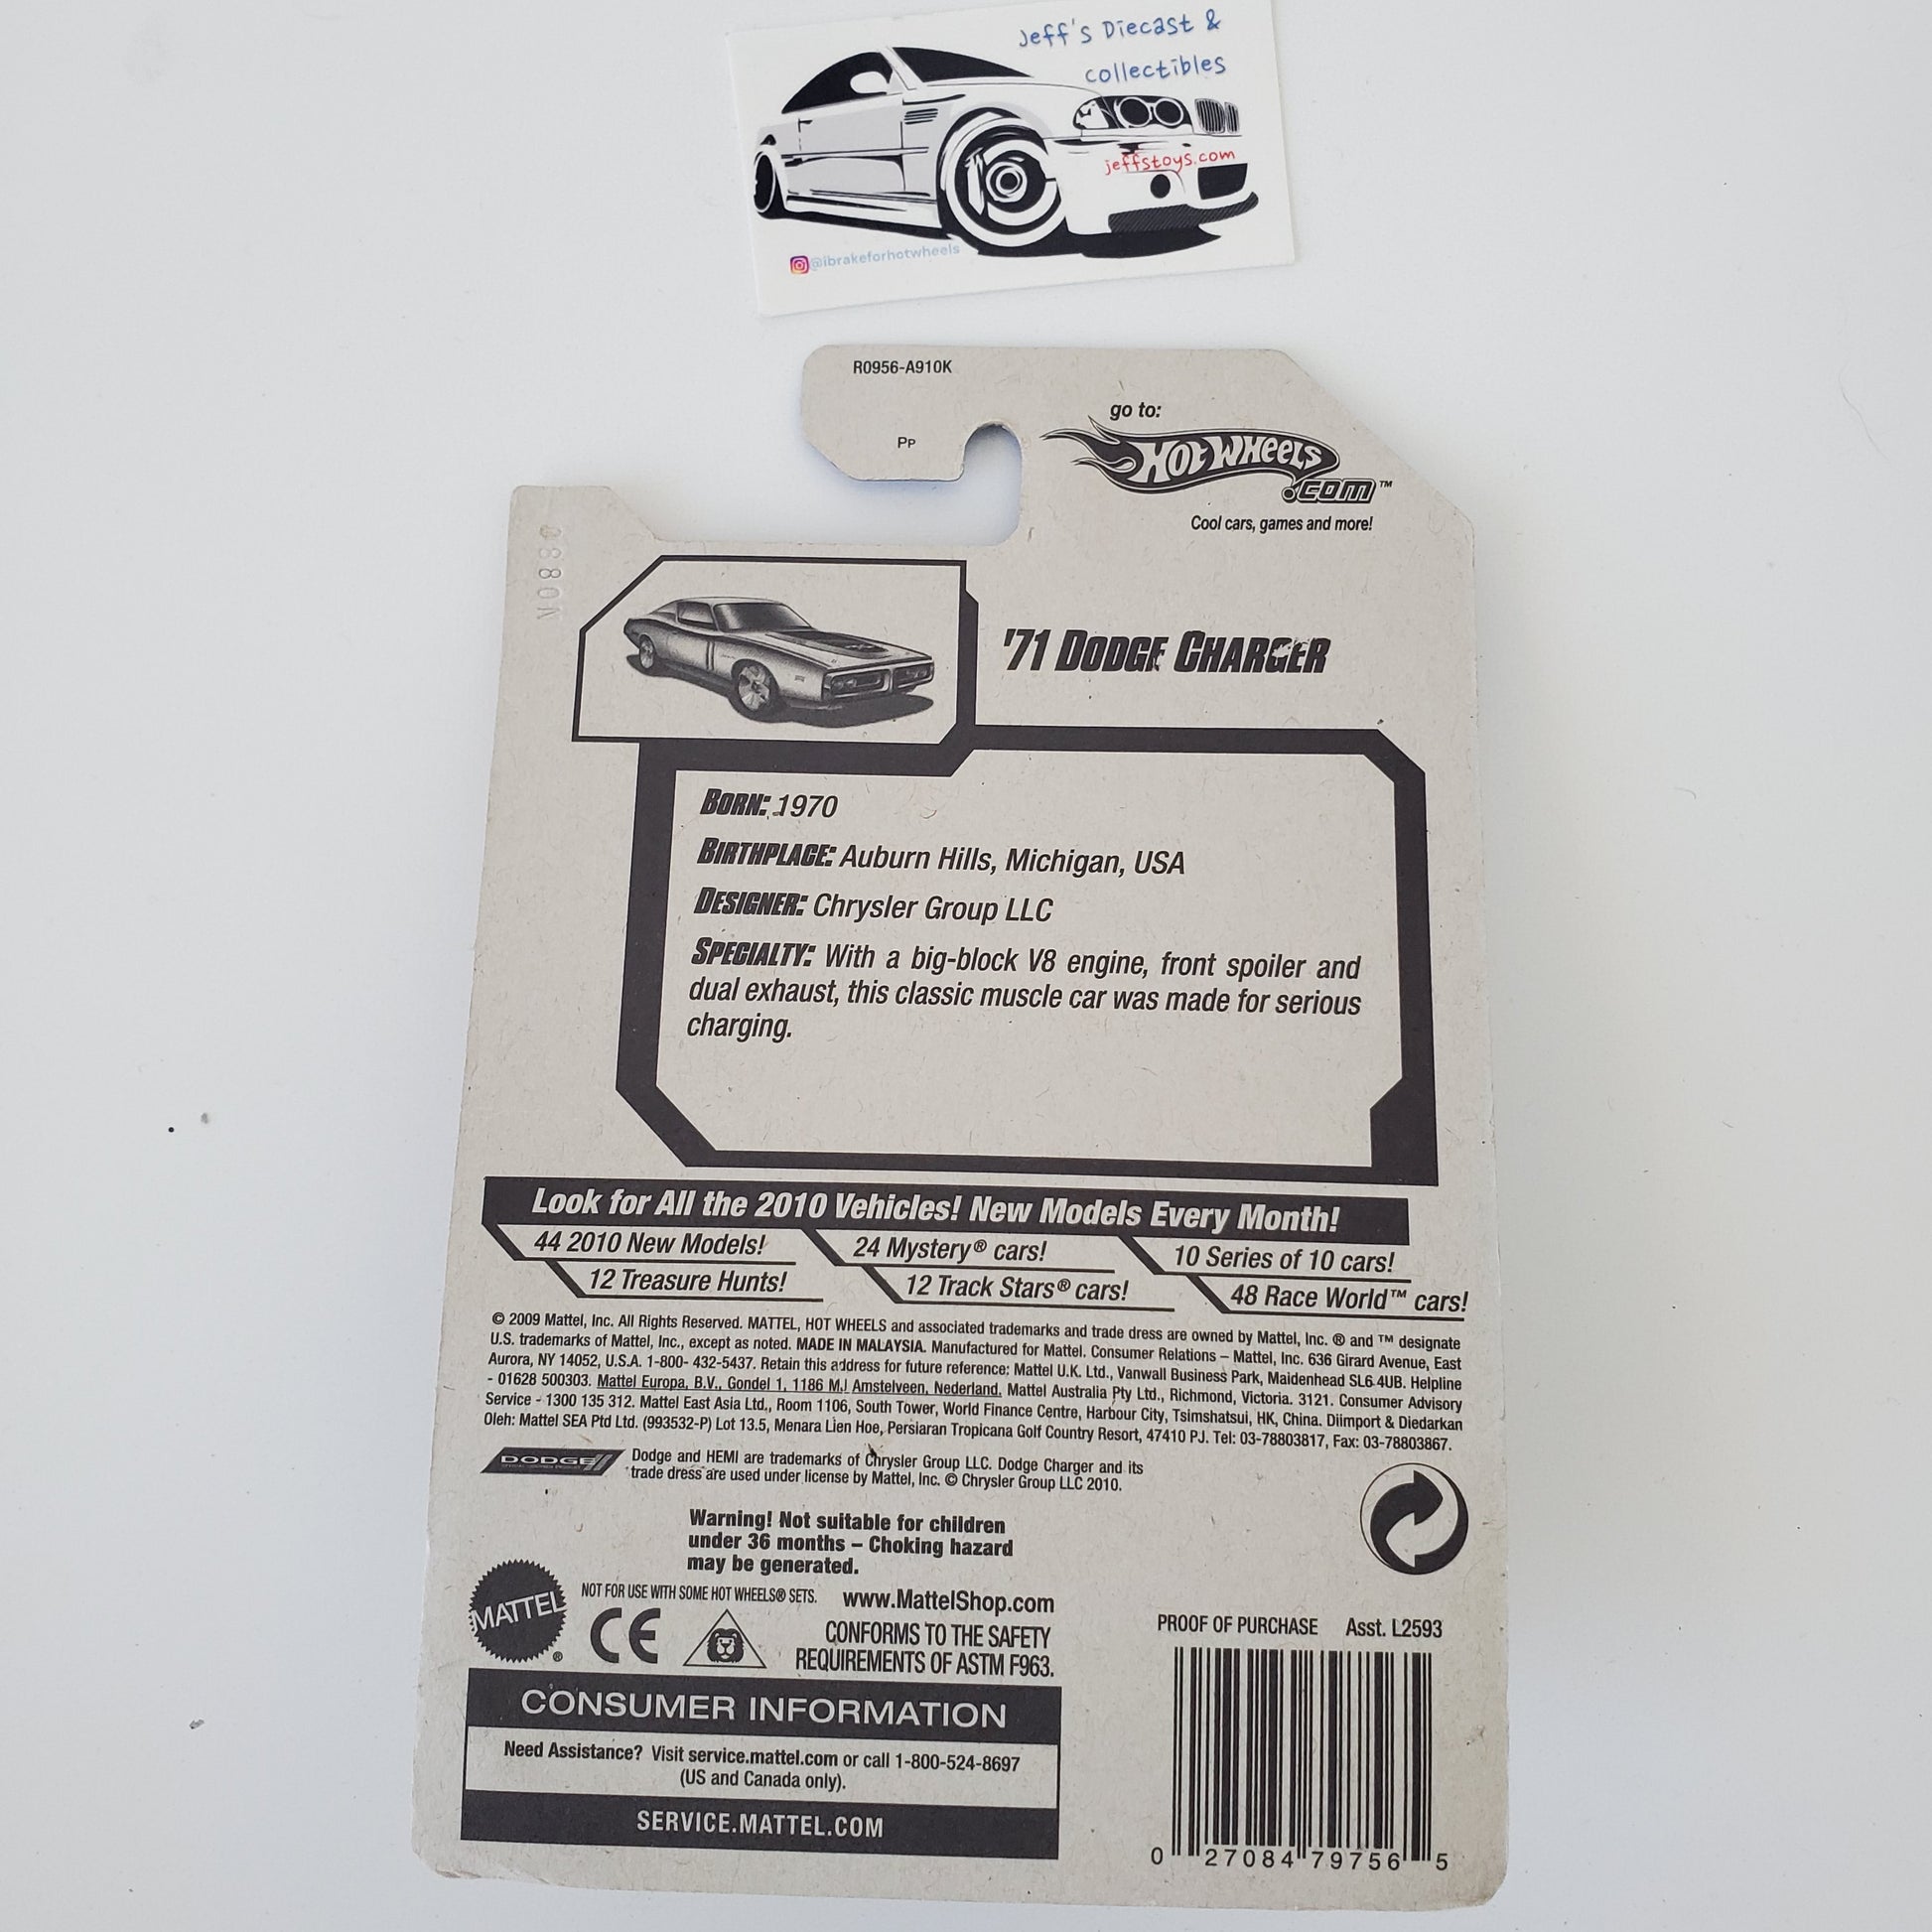 Jeff's Diecast &
collectibles
jeffstoys.com
@ibrakeforhotwheels
R0956-A910K
go to:
PP
HOT WHEELS
.COM™
Cool cars, games and more!
'71 DODGE CHARGER
BORN: 1970
BIRTHPLACE: Auburn Hills, Michigan, USA
DESIGNER: Chrysler Group LLC
SPECIALTY: With a big-block V8 engine, front spoiler and
dual exhaust, this classic muscle car was made for serious
charging.
Look for All the 2010 Vehicles! New Models Every Month!
44 2010 New Models! 24 Mystery® cars! 10 Series of 10 cars!
12 Treasure Hunts! 12 Track Stars® cars! 48 Race World™ cars!
© 2009 Mattel, Inc. All Rights Reserved. MATTEL, HOT WHEELS and associated trademarks and trade dress are owned by Mattel, Inc. ® and ™ designate
U.S. trademarks of Mattel, Inc., except as noted. MADE IN MALAYSIA. Manufactured for Mattel. Consumer Relations – Mattel, Inc. 636 Girard Avenue, East
Aurora, NY 14052, U.S.A. 1-800- 432-5437. Retain this address for future reference: Mattel U.K. Ltd., Vanwall Business Park, Maidenhead SL6 4UB. Helpline
- 01628 500303. Mattel Europa, B.V., Gondel 1, 1186 MJ Amstelveen, Nederland. Mattel Australia Pty Ltd., Richmond, Victoria. 3121. Consumer Advisory
Service - 1300 135 312. Mattel East Asia Ltd., Room 1106, South Tower, World Finance Centre, Harbour City, Tsimshatsui, HK, China. Diimport & Diedarkan
Oleh: Mattel SEA Ptd Ltd. (993532-P) Lot 13.5, Menara Lien Hoe, Persiaran Tropicana Golf Country Resort, 47410 PJ. Tel: 03-78803817, Fax: 03-78803867.
DODGE
Dodge and HEMI are trademarks of Chrysler Group LLC. Dodge Charger and its
trade dress are used under license by Mattel, Inc. © Chrysler Group LLC 2010.
Warning! Not suitable for children
under 36 months – Choking hazard
may be generated.
NOT FOR USE WITH SOME HOT WHEELS® SETS. www.MattelShop.com
MATTEL®
CE
CONFORMS TO THE SAFETY
REQUIREMENTS OF ASTM F963.
PROOF OF PURCHASE Asst. L2593
CONSUMER INFORMATION
Need Assistance? Visit service.mattel.com or call 1-800-524-8697
(US and Canada only).
SERVICE.MATTEL.COM
0 27084 79756 5